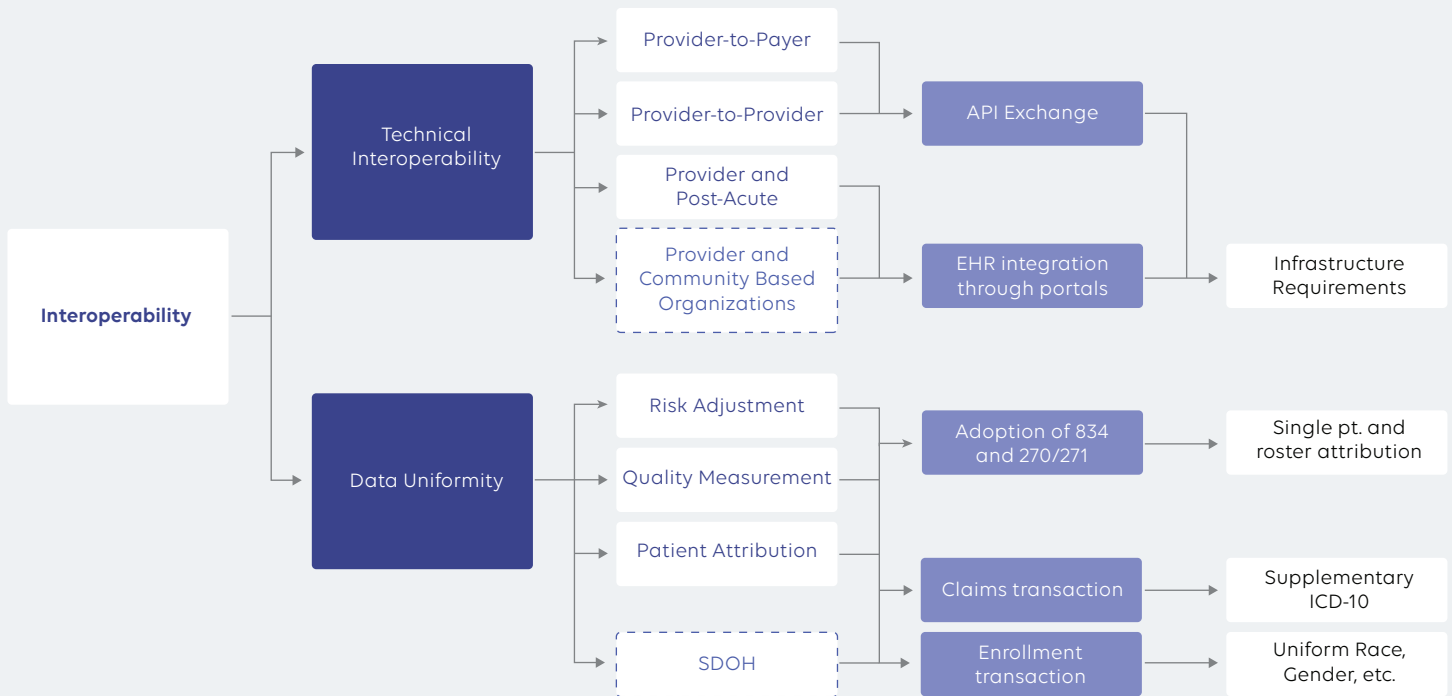 Interoperability
Technical
Interoperability
Data Uniformity
Provider-to-Payer
Provider-to-Provider
Provider and
Post-Acute
Provider and
Community Based
Organizations
Risk Adjustment
Quality Measurement
Patient Attribution
SDOH
API Exchange
EHR integration
through portals
Adoption of 834
and 270/271
Claims transaction
Enrollment
transaction
Infrastructure
Requirements
Single pt. and
roster attribution
Supplementary
ICD-10
Uniform Race,
Gender, etc.